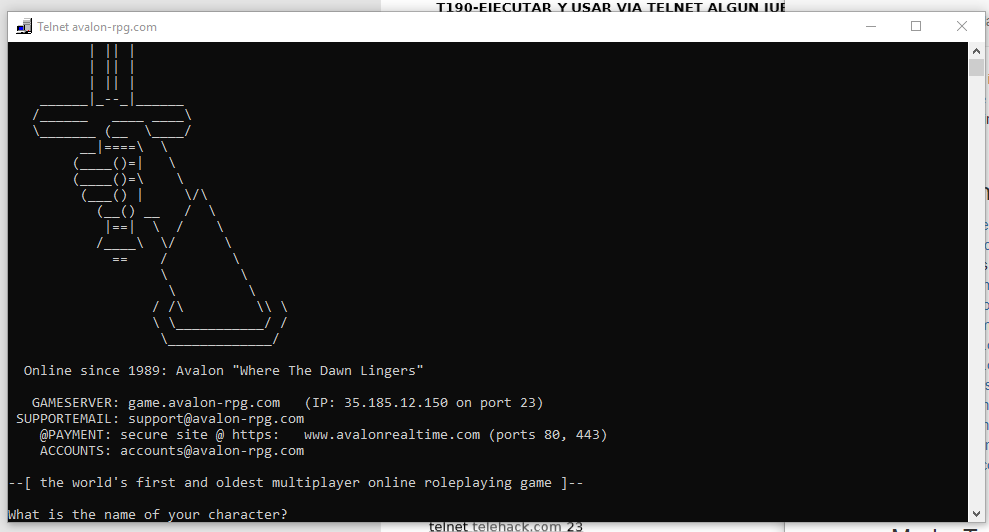 T190-EJECUTAR Y USAR VIA TELNET ALGUN
Telnet avalon-rpg.com
Online since 1989: Avalon "Where The Dawn Lingers"
GAMESERVER: game.avalon-rpg.com (IP: 35.185.12.150 on port 23)
SUPPORTEMAIL: support@avalon-rpg.com
@PAYMENT: secure site @ https: www.avalonrealtime.com (ports 80, 443)
ACCOUNTS: accounts@avalon-rpg.com
--[ the world's first and oldest multiplayer online roleplaying game ]--
What is the name of your character?
telnet telehack.com 23